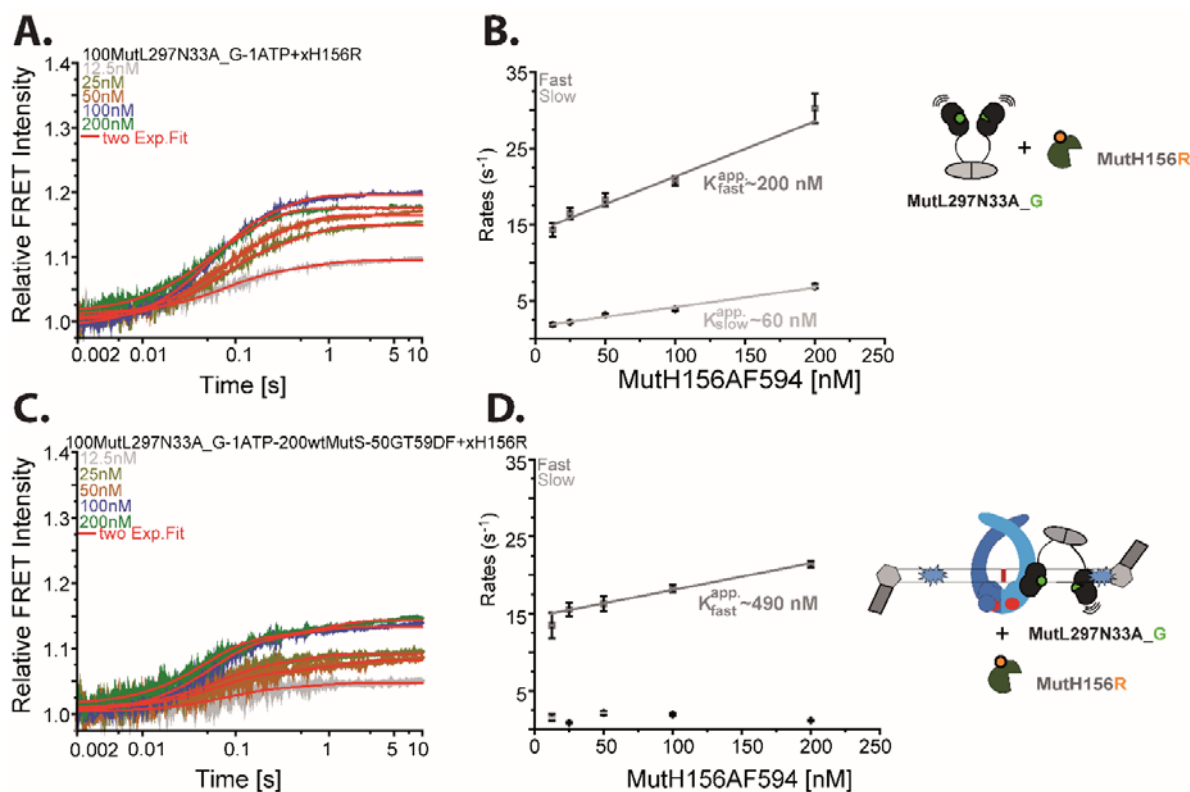 A.
100MutL297N33A_G-1ATP+xH156R
12.5nM
25nM
50nM
100nM
200nM
two Exp.Fit
Relative FRET Intensity
1.4
1.3
1.2
1.1
1.0
0.002 0.01 0.1 1 5 10
Time [s]
B.
Fast
Slow
Rates (s-1)
35
25
15
5
K app. fast ~200 nM
K app. slow ~60 nM
0 50 100 150 200 250
MutH156AF594 [nM]
+
MutH156R
MutL297N33A_G
C.
100MutL297N33A_G-1ATP-200wtMutS-50GT59DF+xH156R
12.5nM
25nM
50nM
100nM
200nM
two Exp.Fit
Relative FRET Intensity
1.4
1.3
1.2
1.1
1.0
0.002 0.01 0.1 1 5 10
Time [s]
D.
Fast
Slow
Rates (s-1)
35
25
15
5
K app. fast ~490 nM
0 50 100 150 200 250
MutH156AF594 [nM]
+ MutL297N33A_G
MutH156R